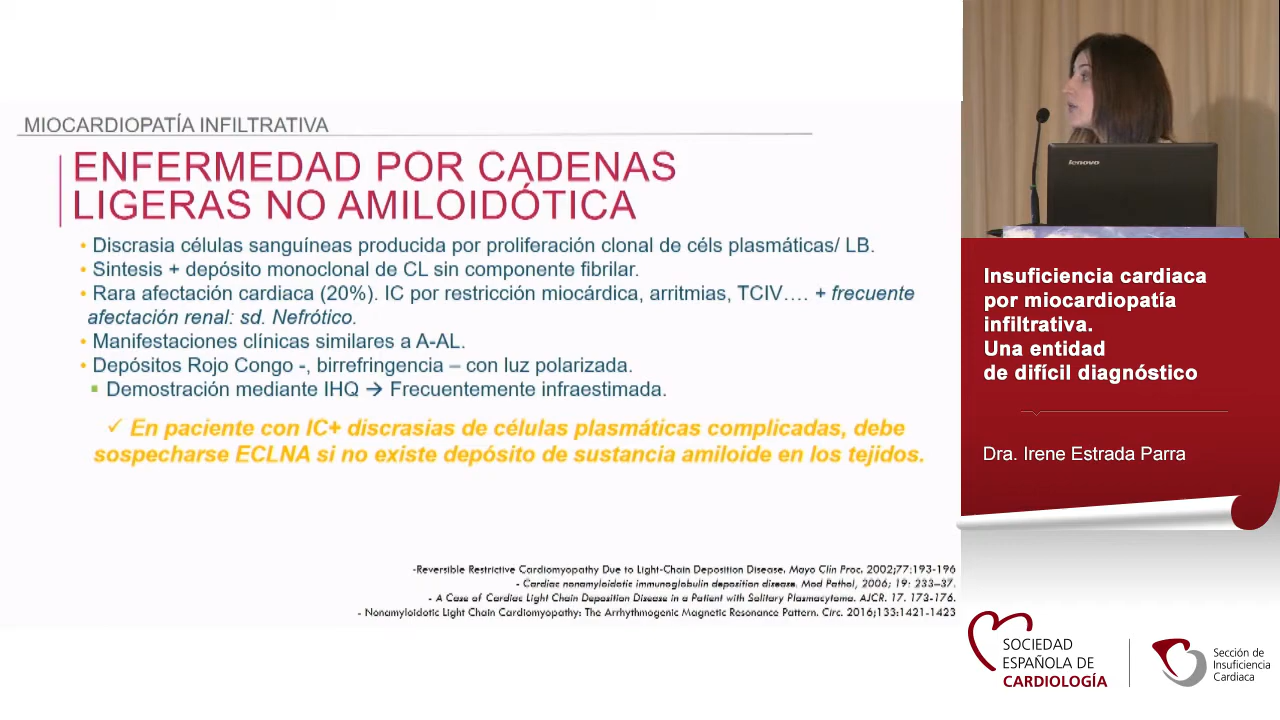 MIOCARDIOPATÍA INFILTRATIVA
ENFERMEDAD POR CADENAS
LIGERAS NO AMILOIDÓTICA
• Discrasia células sanguíneas producida por proliferación clonal de céls plasmáticas/ LB.
• Sintesis + depósito monoclonal de CL sin componente fibrilar.
• Rara afectación cardiaca (20%). IC por restricción miocárdica, arritmias, TCIV…. + frecuente
afectación renal: sd. Nefrótico.
• Manifestaciones clínicas similares a A-AL.
• Depósitos Rojo Congo -, birrefringencia – con luz polarizada.
▪ Demostración mediante IHQ → Frecuentemente infraestimada.
✓ En paciente con IC+ discrasias de células plasmáticas complicadas, debe
sospecharse ECLNA si no existe depósito de sustancia amiloide en los tejidos.
-Reversible Restrictive Cardiomyopathy Due to Light-Chain Deposition Disease. Mayo Clin Proc. 2002;77:193-196
- Cardiac nonamyloidotic immunoglobulin deposition disease. Mod Pathol, 2006; 19: 233–37.
- A Case of Cardiac Light Chain Deposition Disease in a Patient with Solitary Plasmacytoma. AJCR. 17. 173-176.
- Nonamyloidotic Light Chain Cardiomyopathy: The Arrhythmogenic Magnetic Resonance Pattern. Circ. 2016;133:1421-1423
lenovo
Insuficiencia cardiaca
por miocardiopatía
infiltrativa.
Una entidad
de difícil diagnóstico
Dra. Irene Estrada Parra
SOCIEDAD
ESPAÑOLA DE
CARDIOLOGÍA
Sección de
Insuficiencia
Cardiaca